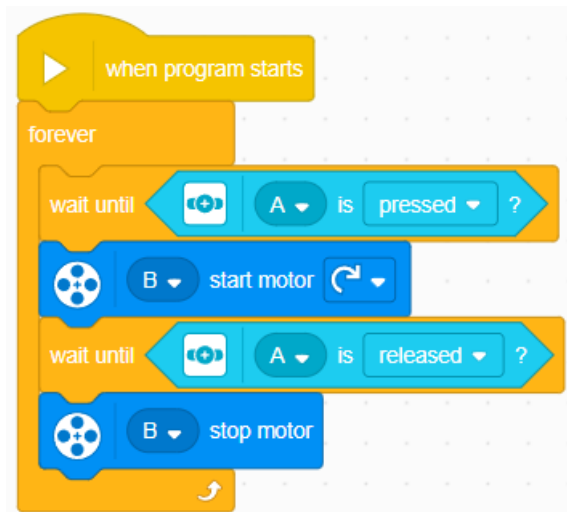 when program starts
forever
wait until A is pressed ?
B start motor
wait until A is released ?
B stop motor